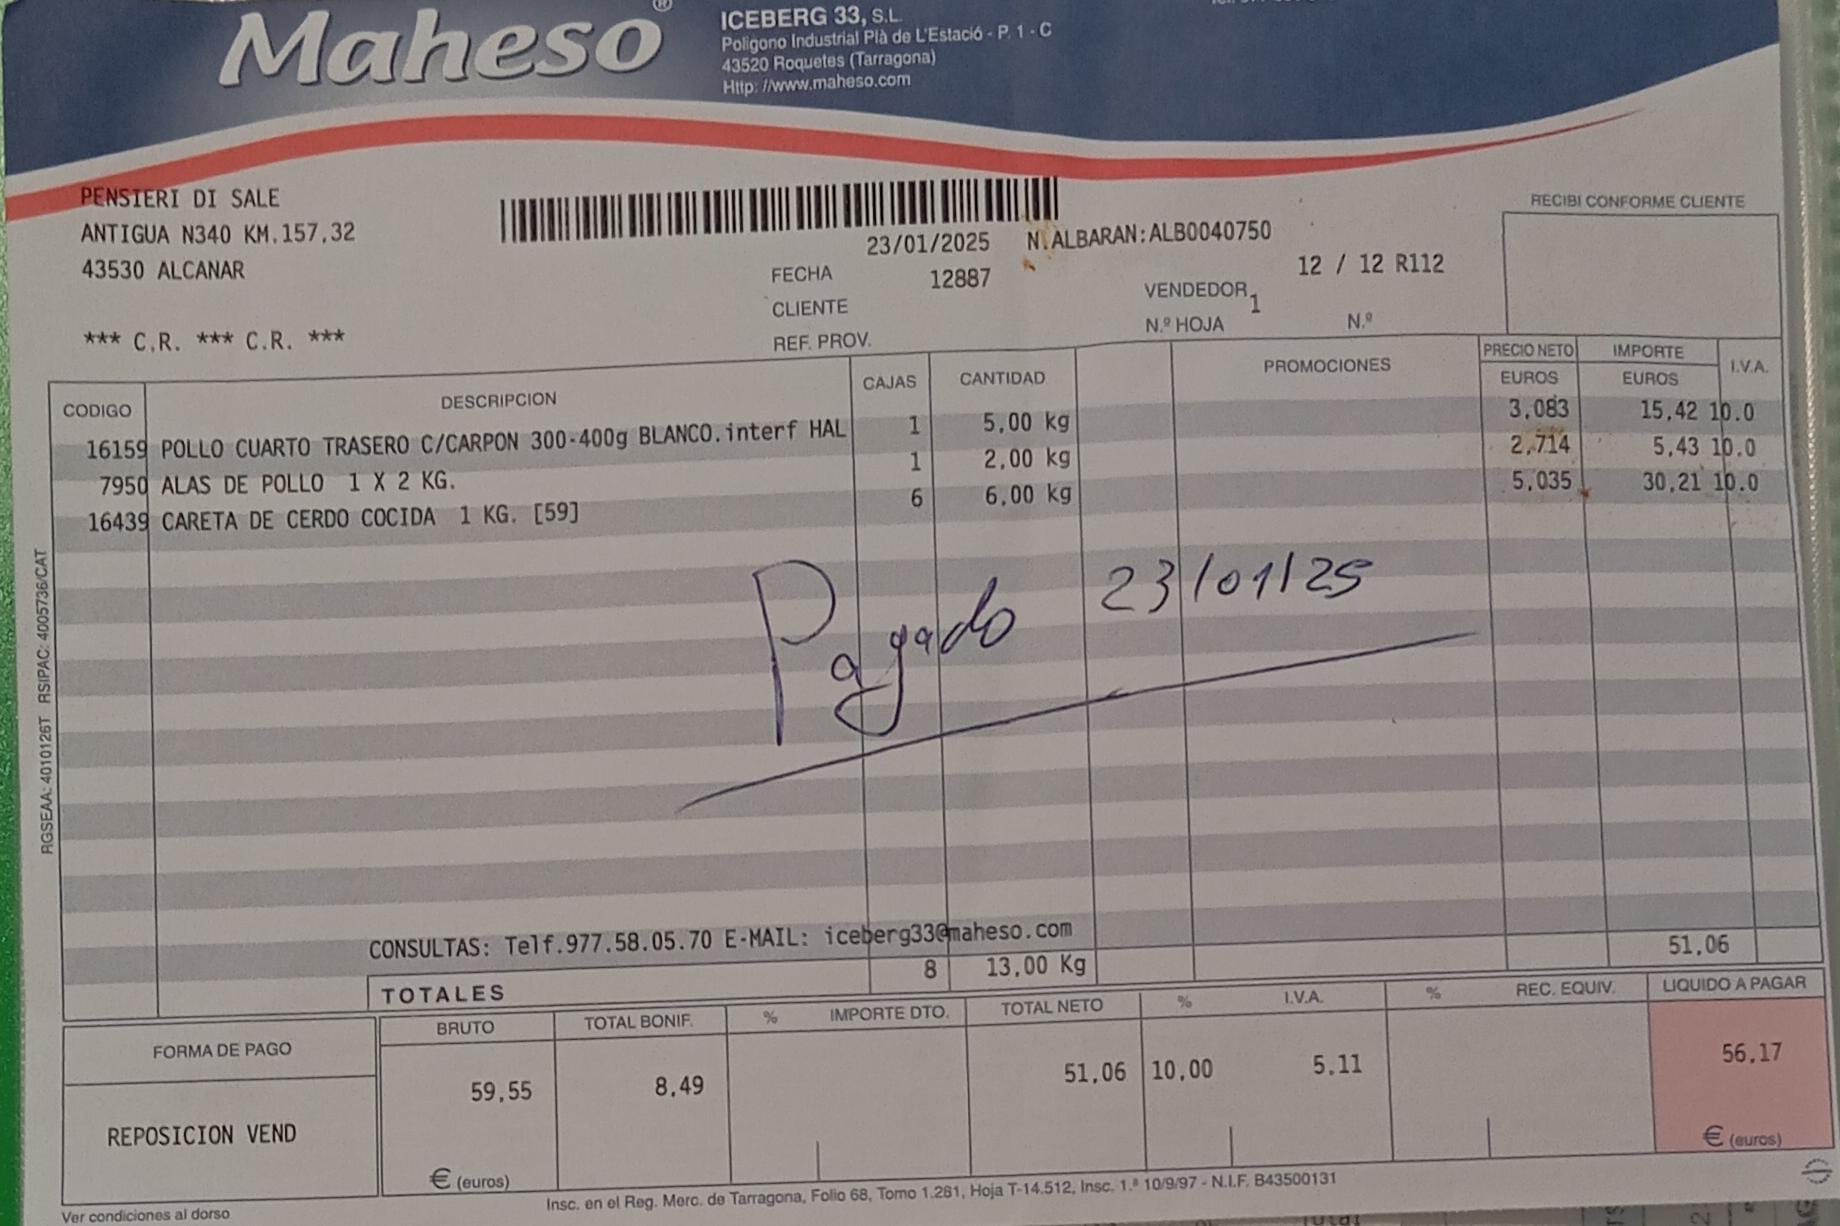 Maheso®
ICEBERG 33, S.L.
Poligono Industrial Plà de L'Estació - P. 1 - C
43520 Roquetes (Tarragona)
Http: //www.maheso.com
PENSIERI DI SALE
ANTIGUA N340 KM.157,32
43530 ALCANAR
*** C.R. *** C.R. ***
RECIBI CONFORME CLIENTE
23/01/2025 N.ALBARAN:ALB0040750
FECHA 12887 12 / 12 R112
CLIENTE VENDEDOR 1
REF. PROV. N.º HOJA N.º
CODIGO DESCRIPCION CAJAS CANTIDAD PROMOCIONES PRECIO NETO EUROS IMPORTE EUROS I.V.A.
16159 POLLO CUARTO TRASERO C/CARPON 300-400g BLANCO.interf HAL 1 5,00 kg 3,083 15,42 10.0
7950 ALAS DE POLLO 1 X 2 KG. 1 2,00 kg 2,714 5,43 10.0
16439 CARETA DE CERDO COCIDA 1 KG. [59] 6 6,00 kg 5,035 30,21 10.0
Pagado 23/01/25
RGSEAA: 4010126T RSIPAC: 4005736/CAT
CONSULTAS: Telf.977.58.05.70 E-MAIL: iceberg33@maheso.com 51,06
TOTALES 8 13,00 Kg
FORMA DE PAGO BRUTO TOTAL BONIF. % IMPORTE DTO. TOTAL NETO % I.V.A. % REC. EQUIV. LIQUIDO A PAGAR
REPOSICION VEND 59,55 8,49 51,06 10,00 5,11 56,17
€ (euros) € (euros)
Insc. en el Reg. Merc. de Tarragona, Folio 68, Tomo 1.281, Hoja T-14.512, Insc. 1.ª 10/9/97 - N.I.F. B43500131
Ver condiciones al dorso